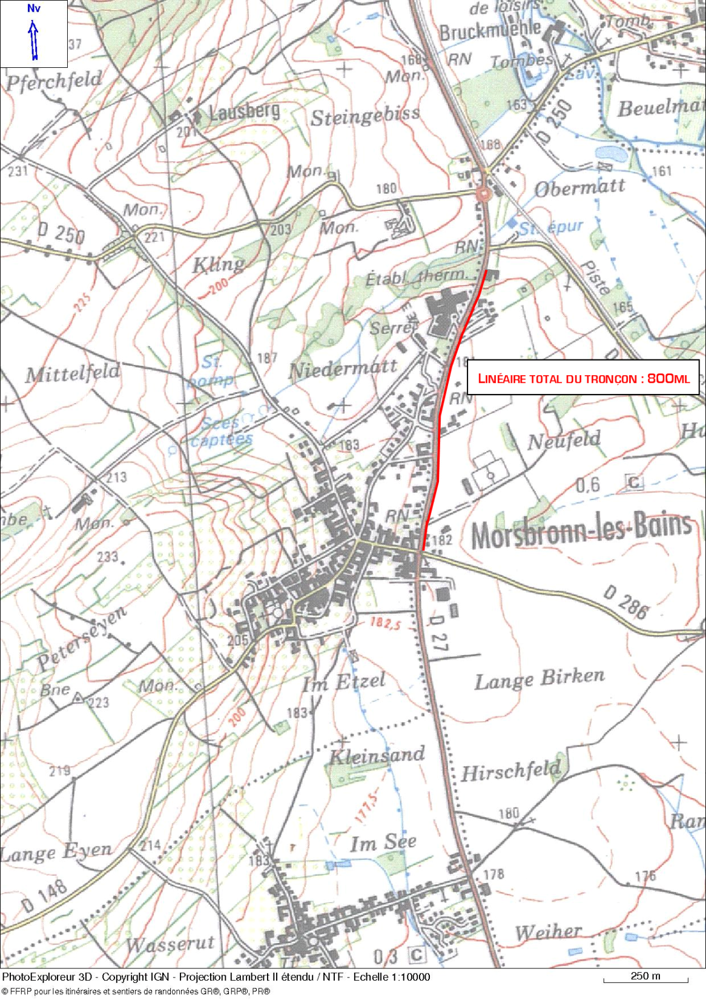 Nv
de loisirs
Bruckmuehle
Tomb.
37
168
RN
Tombes
Mon.
Lav.
Pferchfeld
Lausberg
Steingebiss
163
D 250
201
168
231
Mon.
180
161
Obermatt
Mon.
D 250
221
203
Mon.
St. épur
RN
Kling
200
Établ. therm.
Piste
225
165
Serres
187
St.
pomp.
Mittelfeld
Niedermatt
LINÉAIRE TOTAL DU TRONÇON : 800ML
RN
Sces
captées
183
Neufeld
213
0,6
C
Mon.
RN
Morsbronn-les-Bains
182
233
D 286
Peterseyen
182,5
D 27
205
Im Etzel
Lange Birken
Bne
223
Mon.
183
200
Kleinsand
219
Hirschfeld
177,5
180
Lange Eyen
214
Im See
183
178
176
D 148
Weiher
Wasserut
0 3
C
PhotoExploreur 3D - Copyright IGN - Projection Lambert II étendu / NTF - Echelle 1:10000
250 m
© FFRP pour les itinéraires et sentiers de randonnées GR®, GRP®, PR®